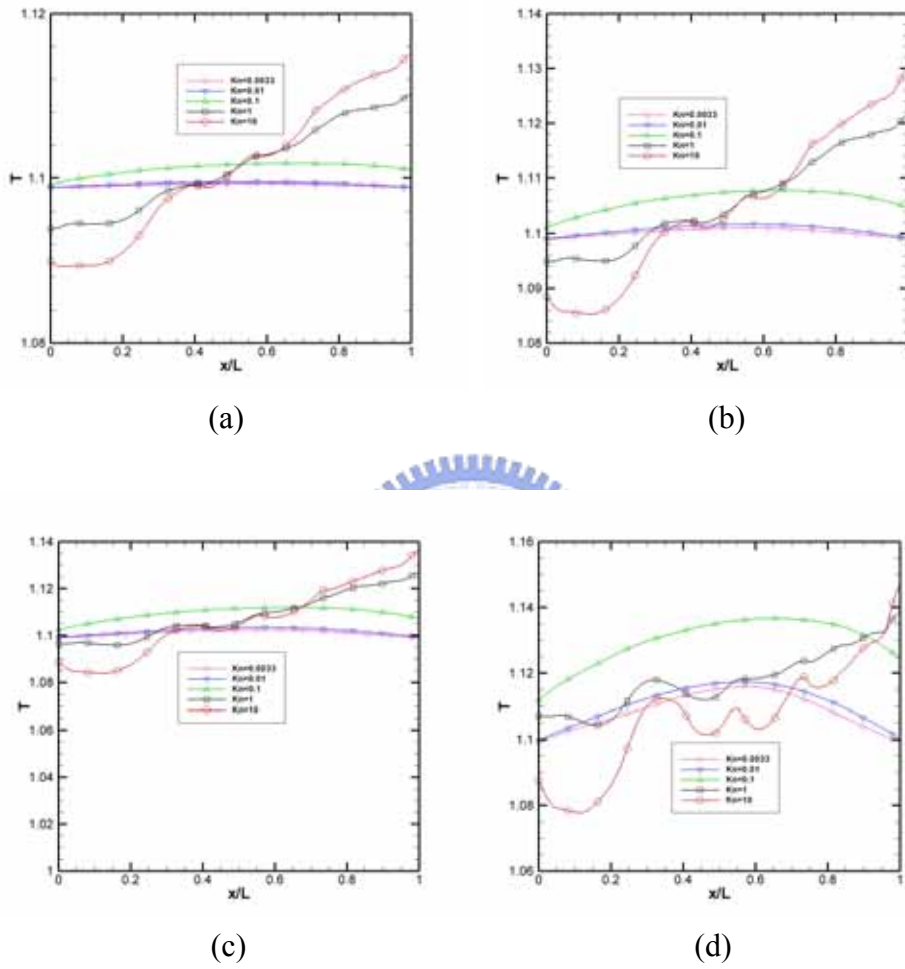 1.12
1.1
1.08
T
0
0.2
0.4
0.6
0.8
1
x/L
Kn=0.0033
Kn=0.01
Kn=0.1
Kn=1
Kn=10
(a)
1.14
1.13
1.12
1.11
1.1
1.09
1.08
T
0
0.2
0.4
0.6
0.8
1
x/L
Kn=0.0033
Kn=0.01
Kn=0.1
Kn=1
Kn=10
(b)
1.14
1.12
1.1
1.08
1.06
1.04
1.02
1
T
0
0.2
0.4
0.6
0.8
1
x/L
Kn=0.0033
Kn=0.01
Kn=0.1
Kn=1
Kn=10
(c)
1.16
1.14
1.12
1.1
1.08
1.06
T
0
0.2
0.4
0.6
0.8
1
x/L
Kn=0.0033
Kn=0.01
Kn=0.1
Kn=1
Kn=10
(d)